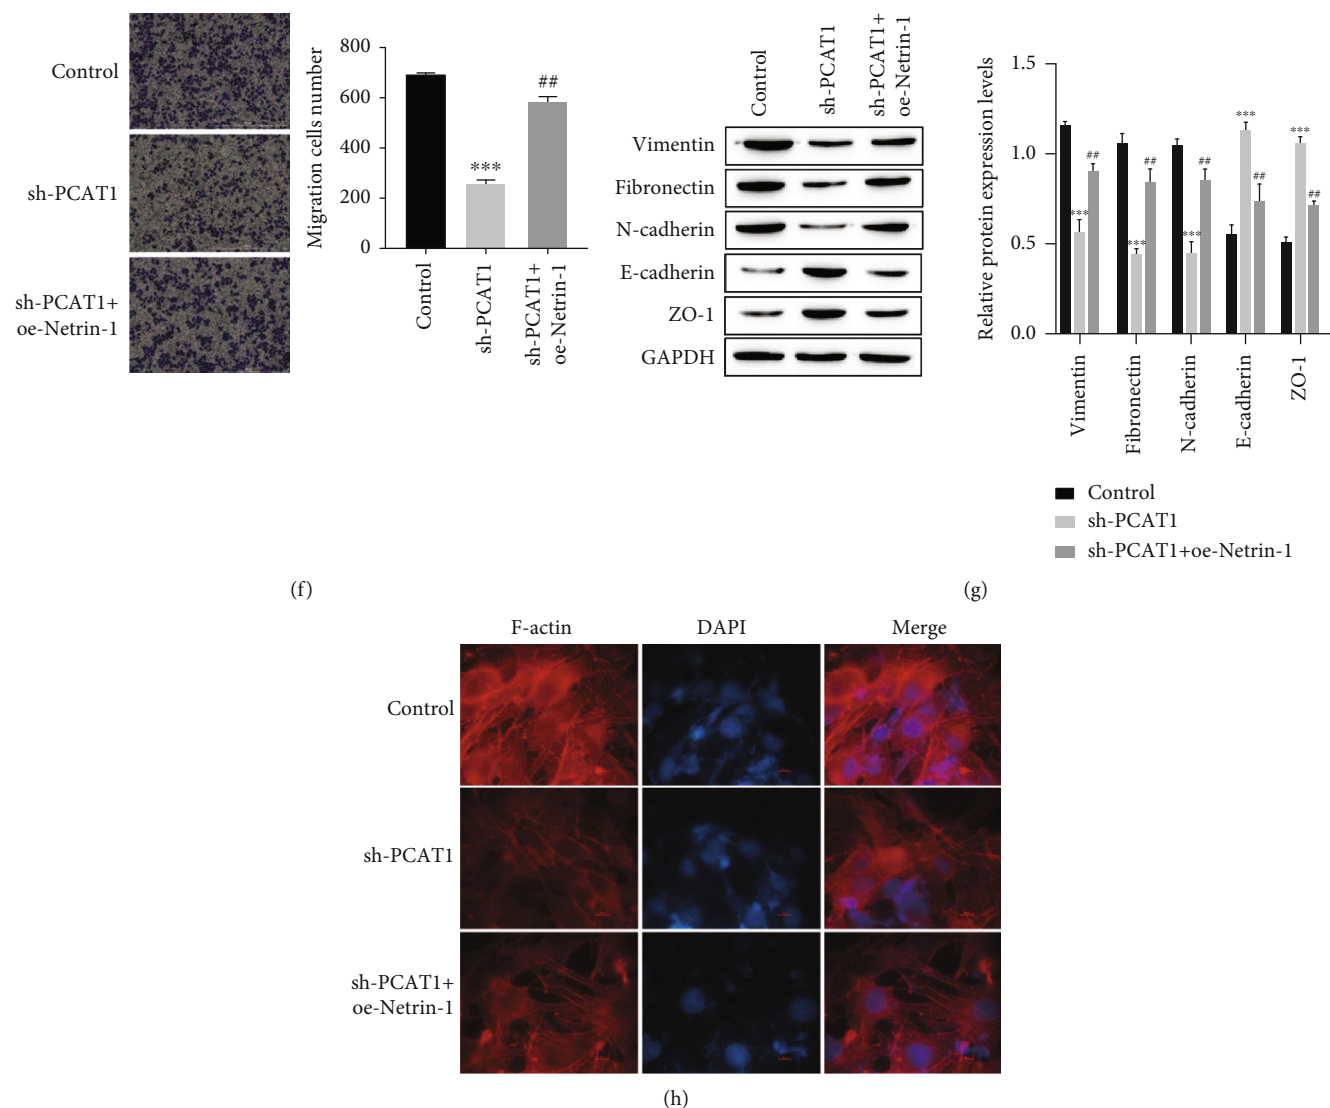 Control
sh-PCAT1
sh-PCAT1+
oe-Netrin-1
Migration cells number
800
600
400
200
0
***
##
Control
sh-PCAT1
sh-PCAT1+
oe-Netrin-1
(f)
Control
sh-PCAT1
sh-PCAT1+
oe-Netrin-1
Vimentin
Fibronectin
N-cadherin
E-cadherin
ZO-1
GAPDH
Relative protein expression levels
1.5
1.0
0.5
0.0
***
##
***
##
***
##
***
##
***
##
Vimentin
Fibronectin
N-cadherin
E-cadherin
ZO-1
Control
sh-PCAT1
sh-PCAT1+oe-Netrin-1
(g)
F-actin
DAPI
Merge
Control
sh-PCAT1
sh-PCAT1+
oe-Netrin-1
(h)